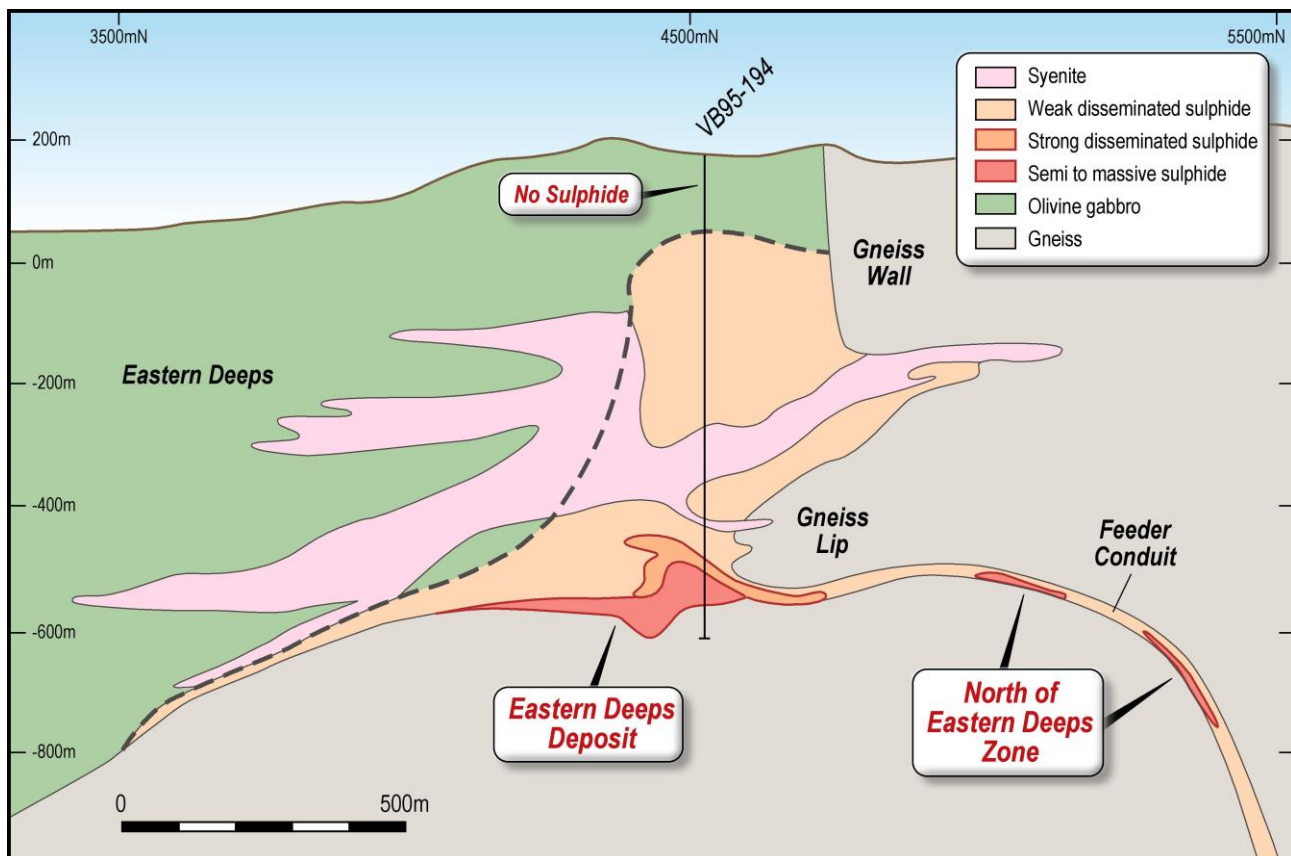 3500mN
4500mN
5500mN
VB95-194
Syenite
Weak disseminated sulphide
Strong disseminated sulphide
Semi to massive sulphide
Olivine gabbro
Gneiss
200m
0m
-200m
-400m
-600m
-800m
No Sulphide
Gneiss
Wall
Eastern Deeps
Gneiss
Lip
Feeder
Conduit
Eastern Deeps
Deposit
North of
Eastern Deeps
Zone
0
500m